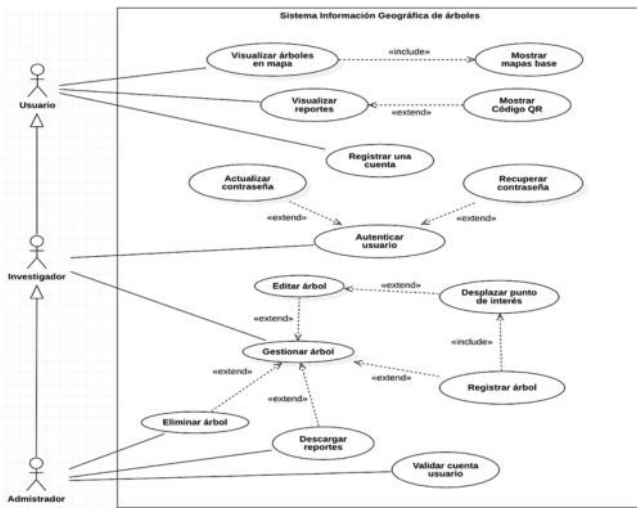 Sistema Información Geográfica de árboles
Visualizar árboles
en mapa
«include»
Mostrar
mapas base
Usuario
Visualizar
reportes
«extend»
Mostrar
Código QR
Registrar una
cuenta
Actualizar
contraseña
Recuperar
contraseña
«extend»
«extend»
Autenticar
usuario
Investigador
Editar árbol
«extend»
Desplazar punto
de interés
«extend»
«include»
Gestionar árbol
«extend»
«extend»
Registrar árbol
«extend»
Eliminar árbol
Descargar
reportes
Validar cuenta
usuario
Admistrador